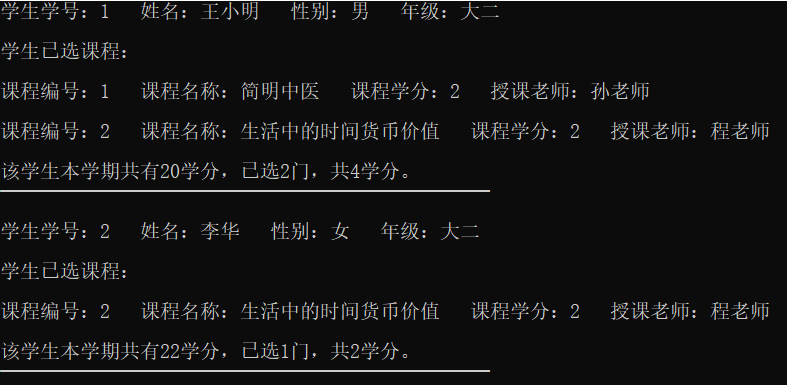 学生学号：1 姓名：王小明 性别：男 年级：大二
学生已选课程：
课程编号：1 课程名称：简明中医 课程学分：2 授课老师：孙老师
课程编号：2 课程名称：生活中的时间货币价值 课程学分：2 授课老师：程老师
该学生本学期共有20学分，已选2门，共4学分。
学生学号：2 姓名：李华 性别：女 年级：大二
学生已选课程：
课程编号：2 课程名称：生活中的时间货币价值 课程学分：2 授课老师：程老师
该学生本学期共有22学分，已选1门，共2学分。